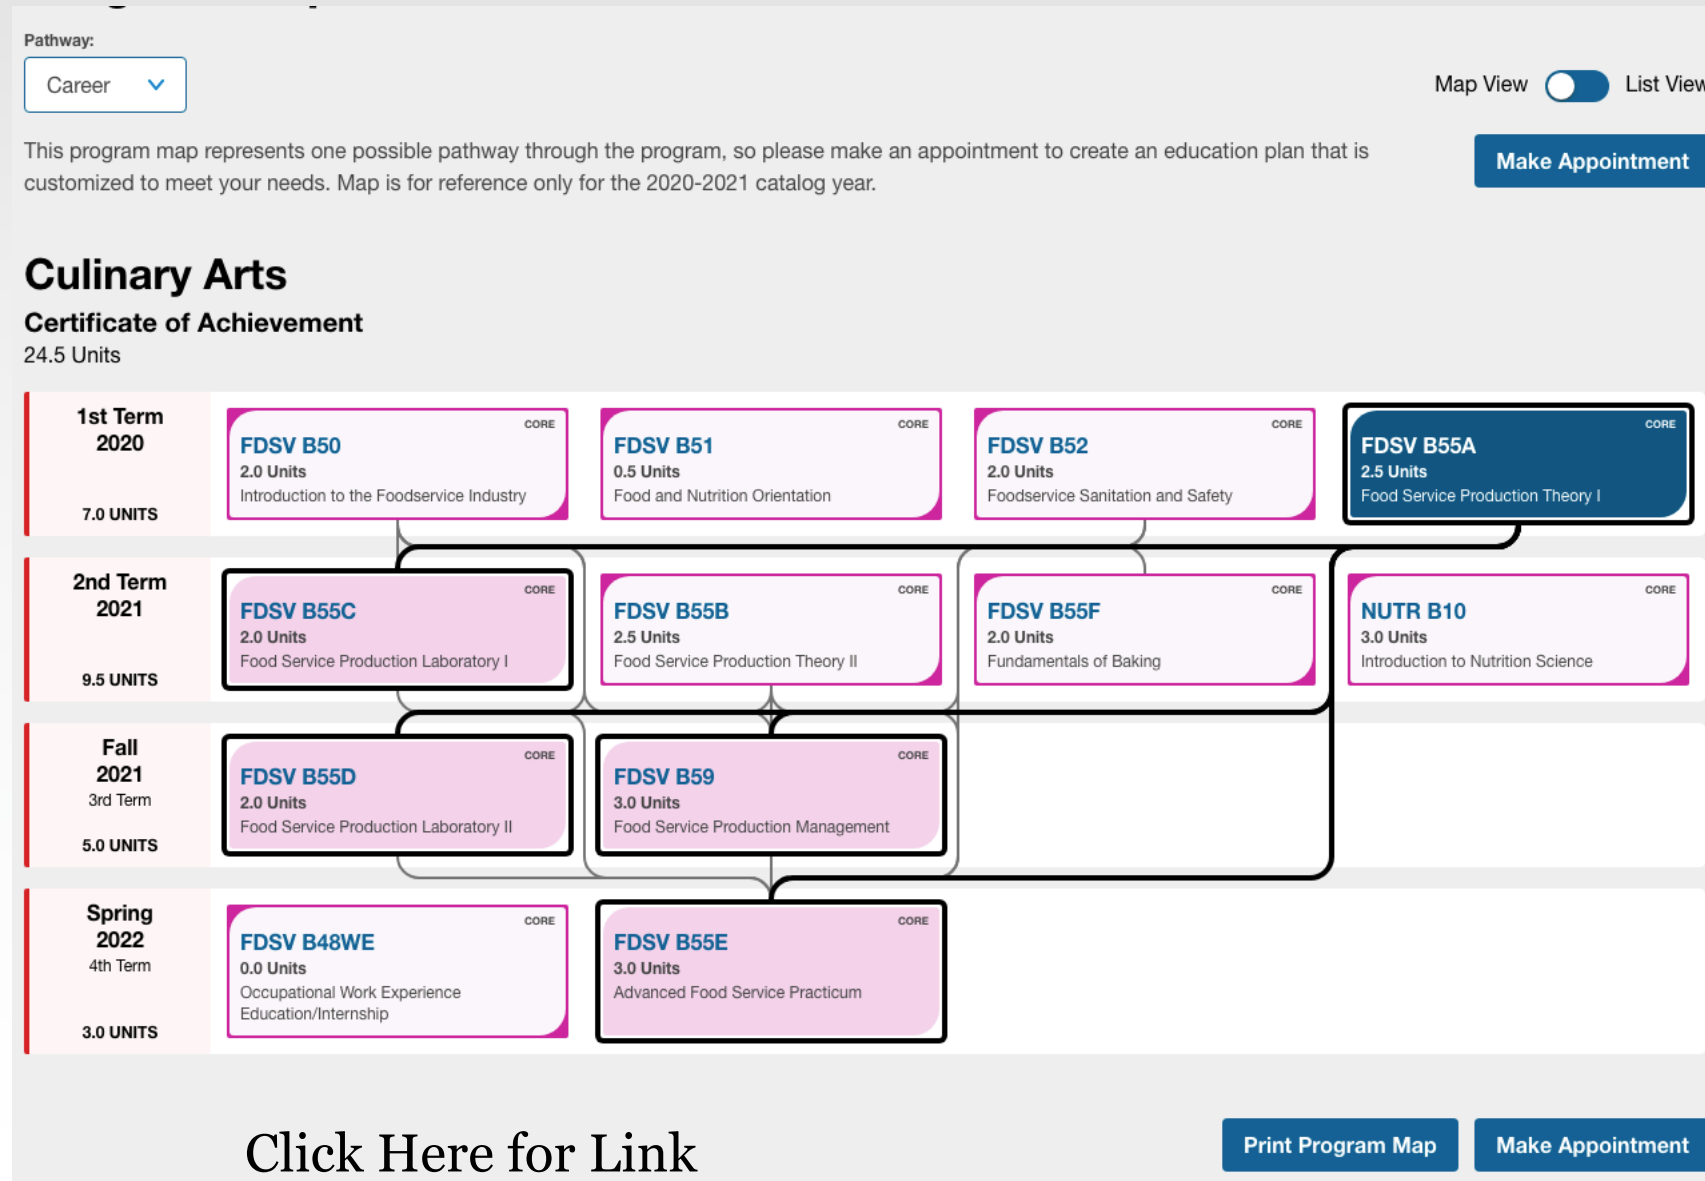 Pathway:
Career
Map View
List View
This program map represents one possible pathway through the program, so please make an appointment to create an education plan that is
customized to meet your needs. Map is for reference only for the 2020-2021 catalog year.
Make Appointment
Culinary Arts
Certificate of Achievement
24.5 Units
1st Term
2020
7.0 UNITS
CORE
FDSV B50
2.0 Units
Introduction to the Foodservice Industry
CORE
FDSV B51
0.5 Units
Food and Nutrition Orientation
CORE
FDSV B52
2.0 Units
Foodservice Sanitation and Safety
CORE
FDSV B55A
2.5 Units
Food Service Production Theory I
2nd Term
2021
9.5 UNITS
CORE
FDSV B55C
2.0 Units
Food Service Production Laboratory I
CORE
FDSV B55B
2.5 Units
Food Service Production Theory II
CORE
FDSV B55F
2.0 Units
Fundamentals of Baking
CORE
NUTR B10
3.0 Units
Introduction to Nutrition Science
Fall
2021
3rd Term
5.0 UNITS
CORE
FDSV B55D
2.0 Units
Food Service Production Laboratory II
CORE
FDSV B59
3.0 Units
Food Service Production Management
Spring
2022
4th Term
3.0 UNITS
CORE
FDSV B48WE
0.0 Units
Occupational Work Experience
Education/Internship
CORE
FDSV B55E
3.0 Units
Advanced Food Service Practicum
Click Here for Link
Print Program Map
Make Appointment